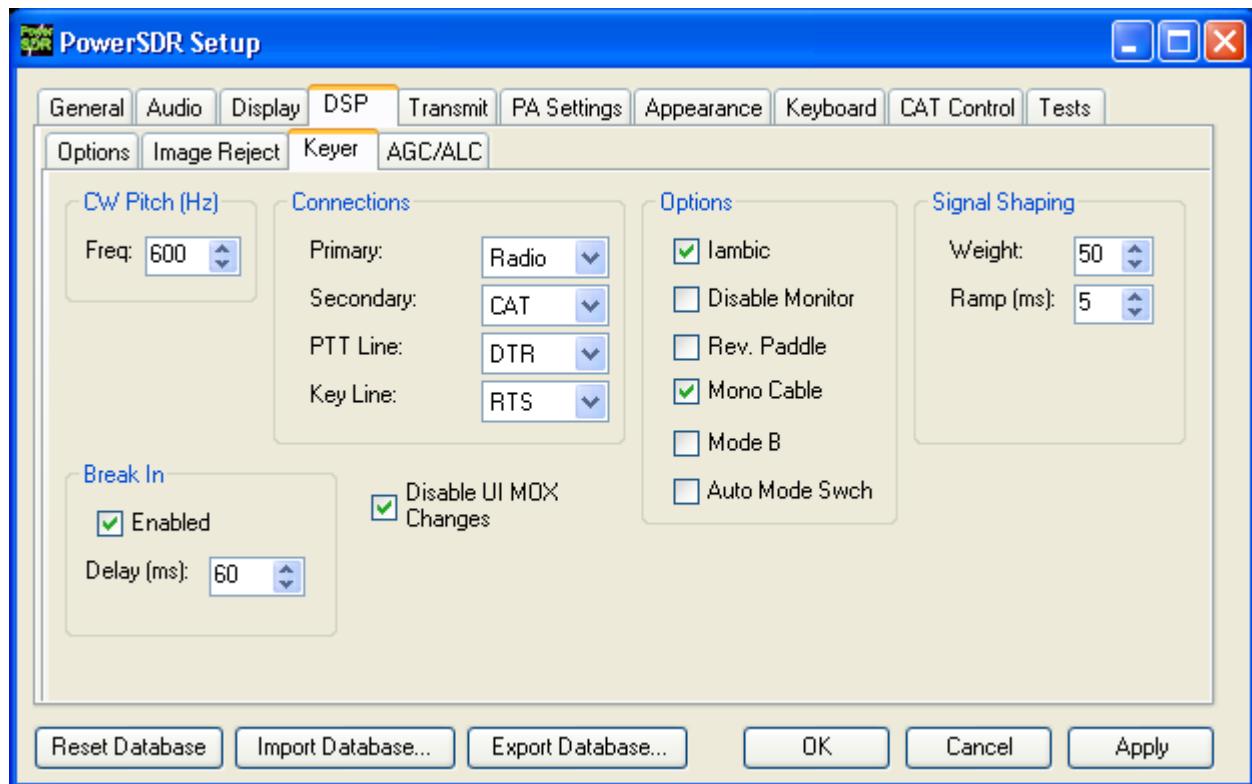 Power SDR PowerSDR Setup
General Audio Display DSP Transmit PA Settings Appearance Keyboard CAT Control Tests
Options Image Reject Keyer AGC/ALC
CW Pitch (Hz)
Freq: 600
Connections
Primary: Radio
Secondary: CAT
PTT Line: DTR
Key Line: RTS
Options
Iambic
Disable Monitor
Rev. Paddle
Mono Cable
Mode B
Auto Mode Swch
Signal Shaping
Weight: 50
Ramp (ms): 5
Break In
Enabled
Delay (ms): 60
Disable UI MOX
Changes
Reset Database Import Database... Export Database... OK Cancel Apply